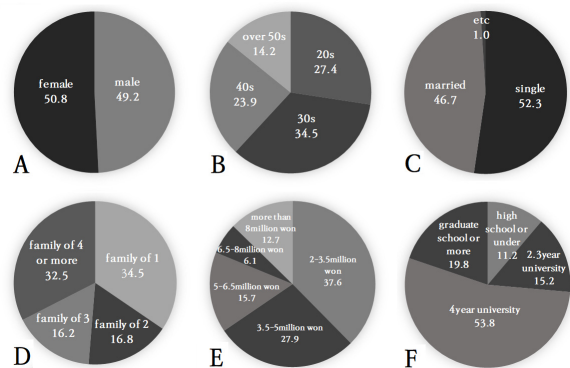 female
50.8
male
49.2
A
over 50s
14.2
20s
27.4
40s
23.9
30s
34.5
B
etc
1.0
married
46.7
single
52.3
C
family of 4
or more
32.5
family of 1
34.5
family of 3
16.2
family of 2
16.8
D
more than
8million won
12.7
6.5-8million won
6.1
2-3.5million
won
37.6
5-6.5million won
15.7
3.5-5million won
27.9
E
graduate
school or
more
19.8
high
school or
under
11.2
2.3year
university
15.2
4year university
53.8
F